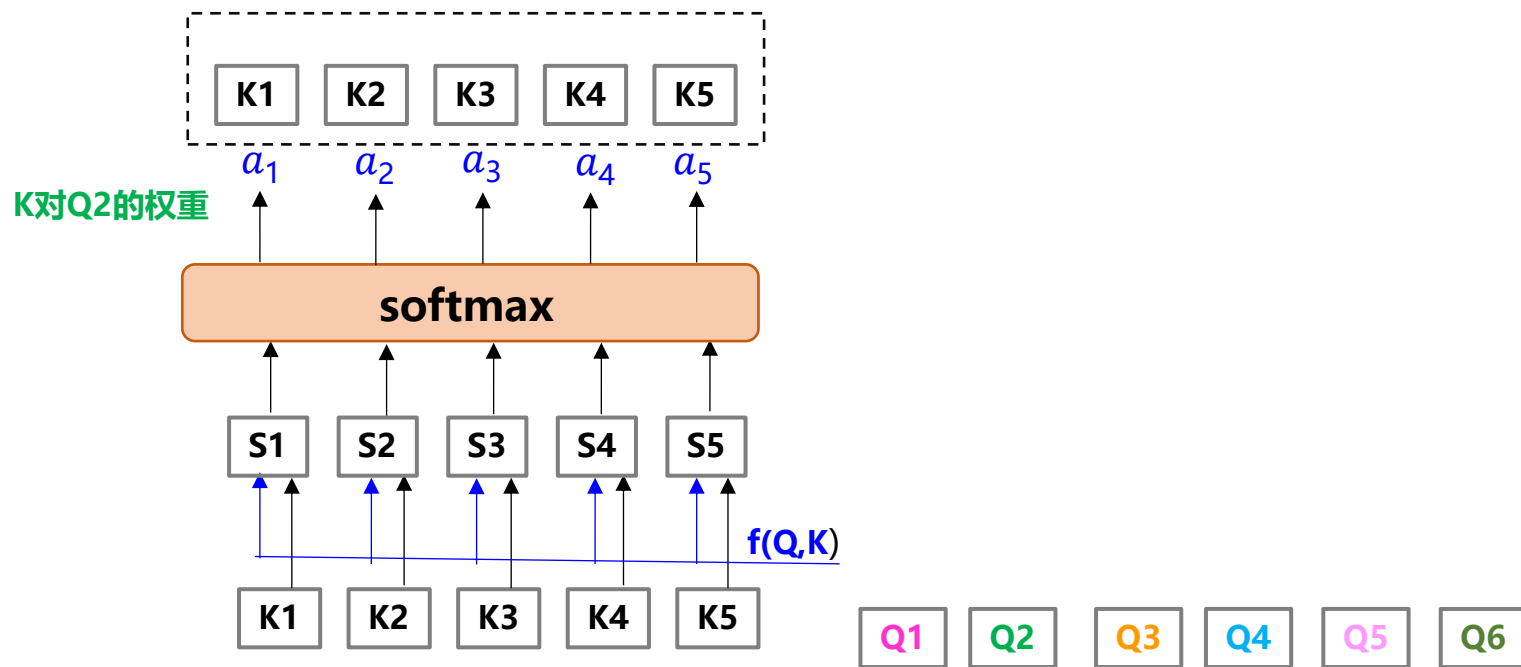 K1 K2 K3 K4 K5
a1 a2 a3 a4 a5
K对Q2的权重
softmax
S1 S2 S3 S4 S5
f(Q,K)
K1 K2 K3 K4 K5
Q1 Q2 Q3 Q4 Q5 Q6